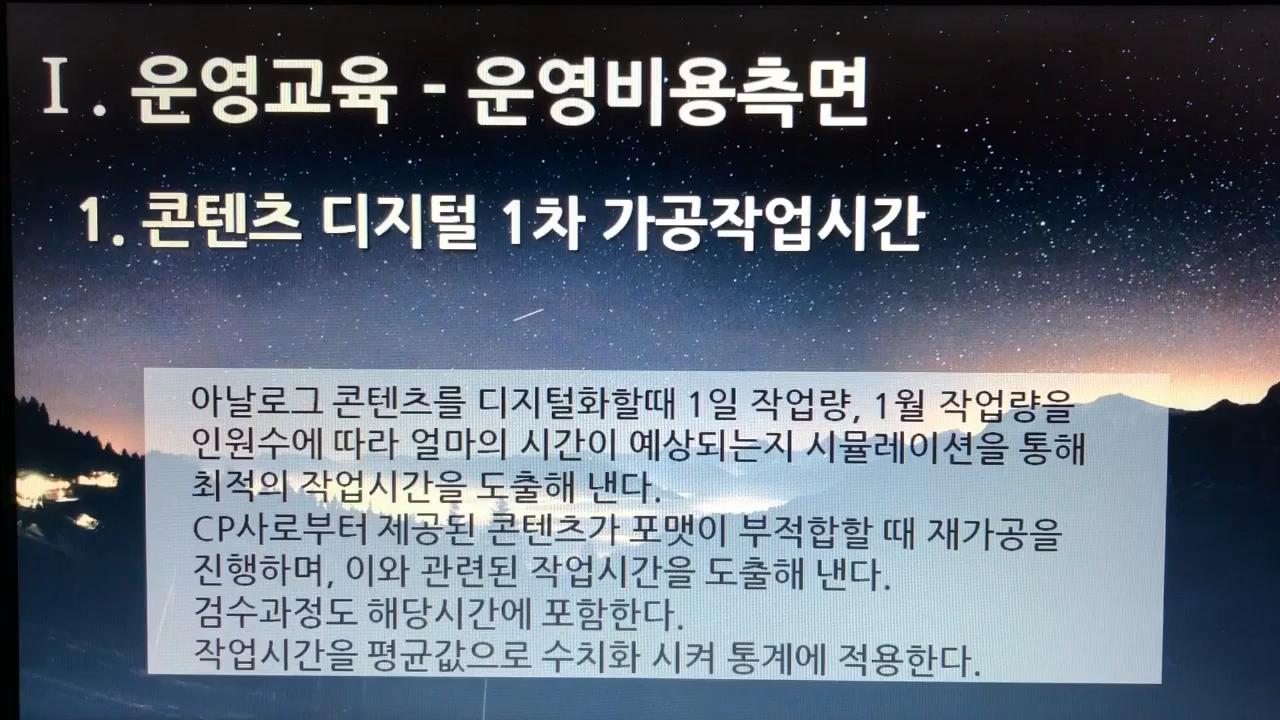 Ⅰ. 운영교육 - 운영비용측면
1. 콘텐츠 디지털 1차 가공작업시간
아날로그 콘텐츠를 디지털화할때 1일 작업량, 1월 작업량을
인원수에 따라 얼마의 시간이 예상되는지 시뮬레이션을 통해
최적의 작업시간을 도출해 낸다.
CP사로부터 제공된 콘텐츠가 포맷이 부적합할 때 재가공을
진행하며, 이와 관련된 작업시간을 도출해 낸다.
검수과정도 해당시간에 포함한다.
작업시간을 평균값으로 수치화 시켜 통계에 적용한다.